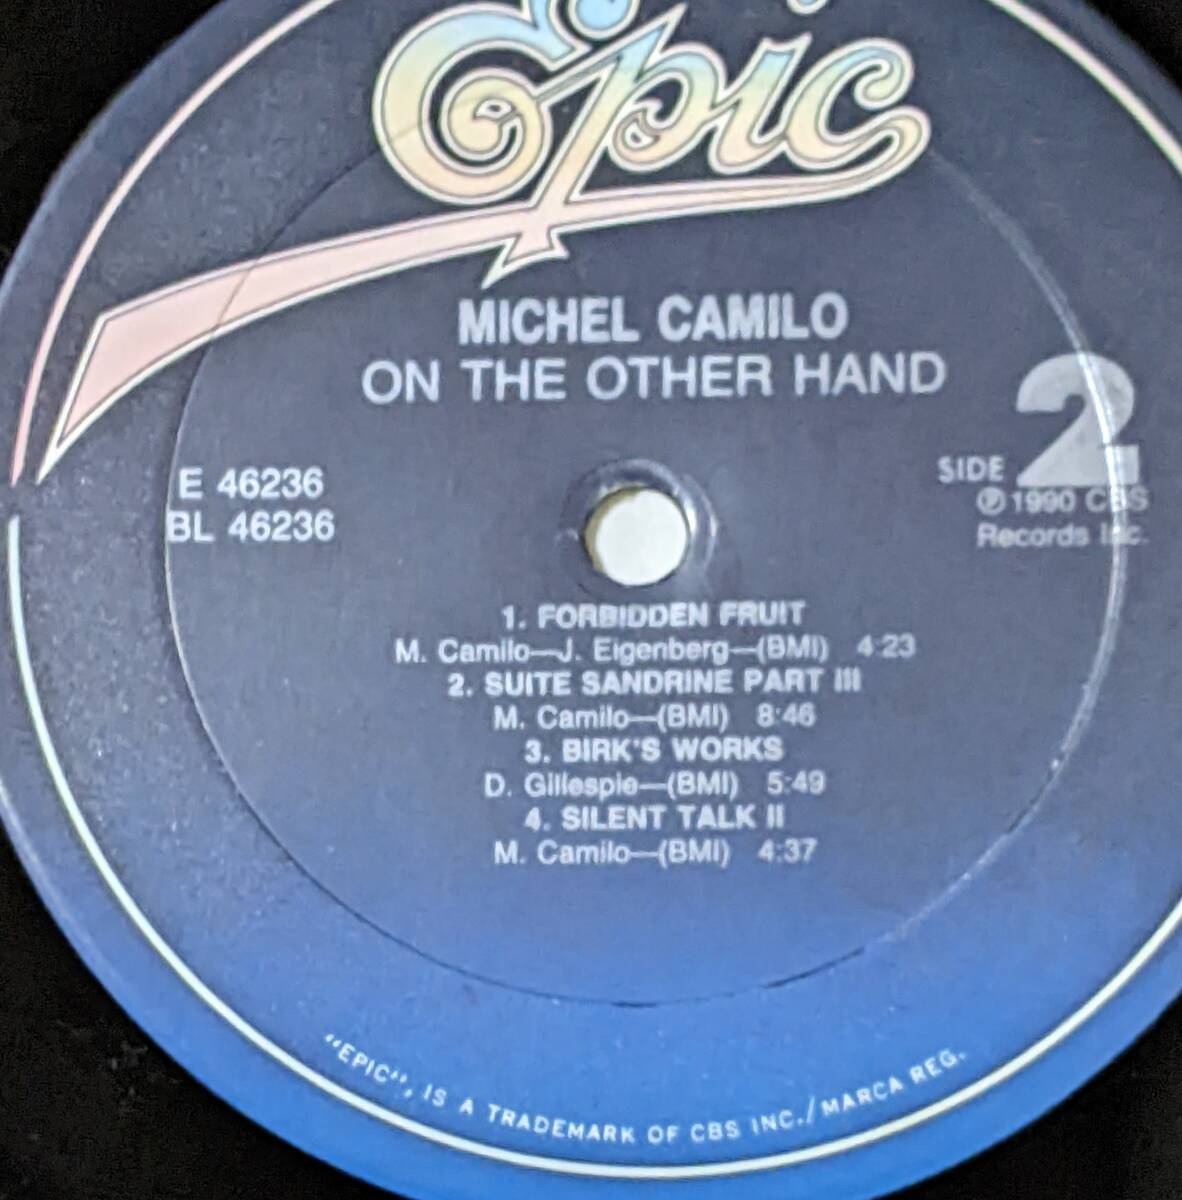 Epic
MICHEL CAMILO
ON THE OTHER HAND
E 46236
BL 46236
SIDE 2
℗ 1990 CBS
Records Inc.
1. FORBIDDEN FRUIT
M. Camilo—J. Eigenberg—(BMI) 4:23
2. SUITE SANDRINE PART III
M. Camilo—(BMI) 8:46
3. BIRK'S WORKS
D. Gillespie—(BMI) 5:49
4. SILENT TALK II
M. Camilo—(BMI) 4:37
"EPIC", IS A TRADEMARK OF CBS INC./MARCA REG.